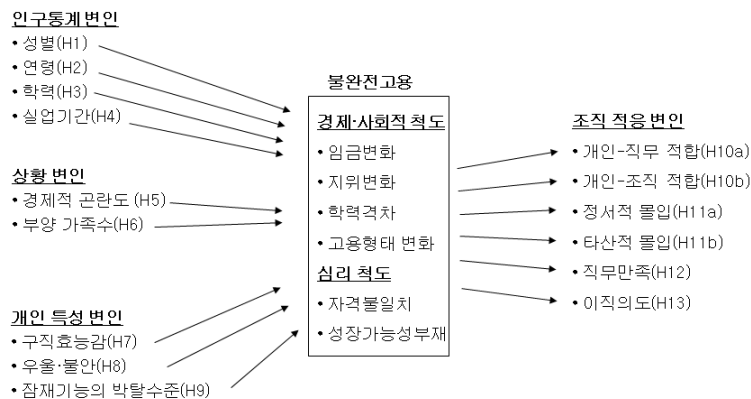 인구통계 변인
• 성별(H1)
• 연령(H2)
• 학력(H3)
• 실업기간(H4)
상황 변인
• 경제적 곤란도 (H5)
• 부양 가족수(H6)
개인 특성 변인
• 구직효능감(H7)
• 우울·불안(H8)
• 잠재기능의 박탈수준(H9)
불완전고용
경제·사회적 척도
• 임금변화
• 지위변화
• 학력격차
• 고용형태 변화
심리 척도
• 자격불일치
• 성장가능성부재
조직 적응 변인
• 개인-직무 적합(H10a)
• 개인-조직 적합(H10b)
• 정서적 몰입(H11a)
• 타산적 몰입(H11b)
• 직무만족(H12)
• 이직의도(H13)